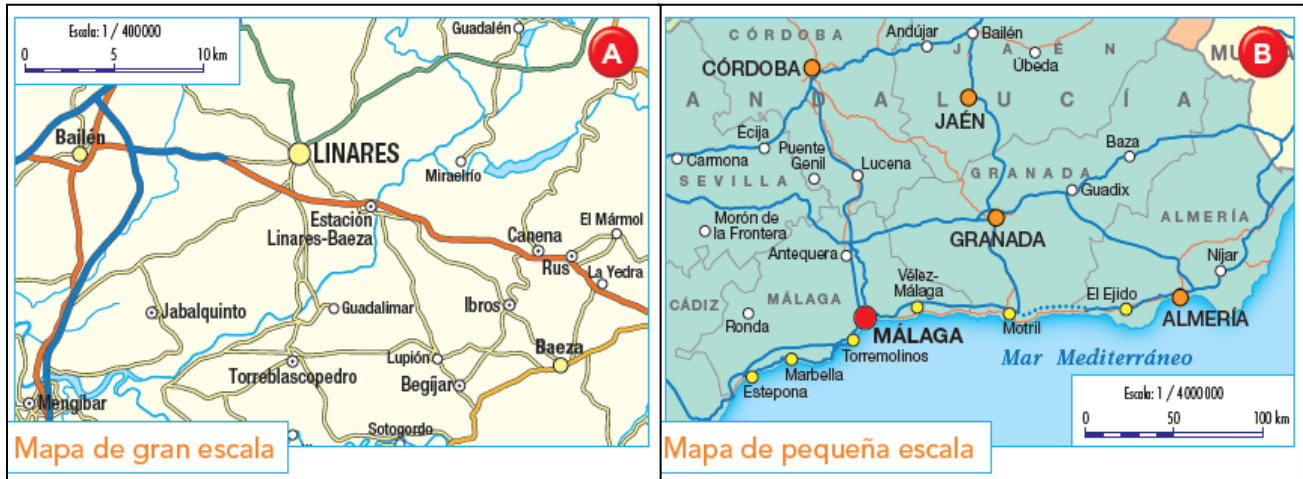 Escala: 1 / 400000
0 5 10 km
A
Guadalén
Bailén
LINARES
Miraelrío
Estación
Linares-Baeza
El Mármol
Canena
Rus
La Yedra
Jabalquinto
Guadalimar
Ibros
Lupión
Baeza
Torreblascopedro
Begíjar
Mengíbar
Sotogordo
Mapa de gran escala
B
CÓRDOBA
Andújar
Bailén
JAÉN
Úbeda
MU
A
CÓRDOBA
ANDALUCÍA
JAÉN
Écija
Puente
Genil
Carmona
Lucena
Baza
SEVILLA
GRANADA
Guadix
ALMERÍA
Morón de
la Frontera
GRANADA
Antequera
Níjar
Vélez-
Málaga
El Ejido
CÁDIZ
MÁLAGA
Ronda
MÁLAGA
Motril
ALMERÍA
Torremolinos
Mar Mediterráneo
Marbella
Estepona
Escala: 1 / 4000000
0 50 100 km
Mapa de pequeña escala